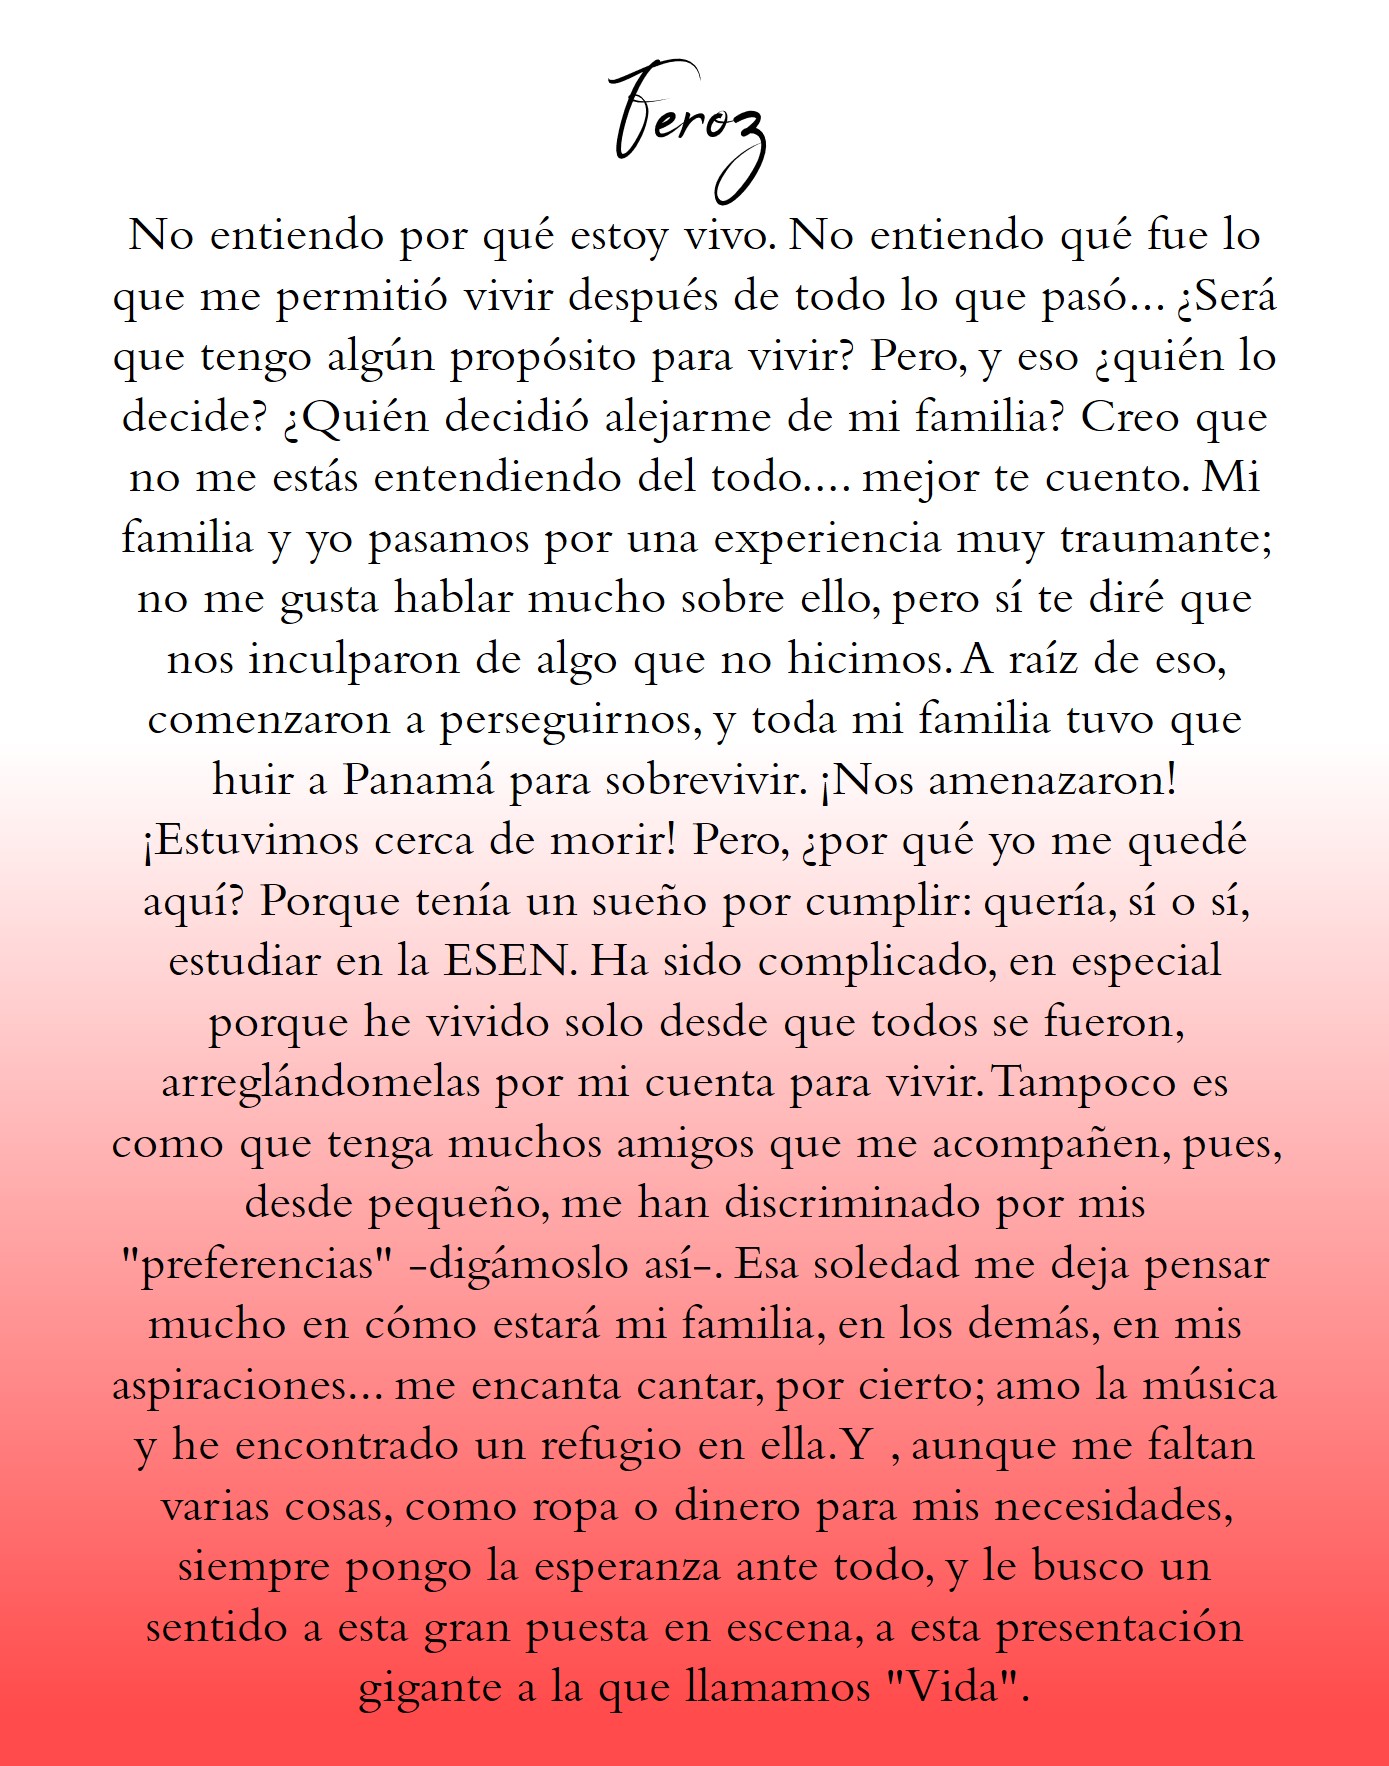 Feroz
No entiendo por qué estoy vivo. No entiendo qué fue lo
que me permitió vivir después de todo lo que pasó... ¿Será
que tengo algún propósito para vivir? Pero, y eso ¿quién lo
decide? ¿Quién decidió alejarme de mi familia? Creo que
no me estás entendiendo del todo.... mejor te cuento. Mi
familia y yo pasamos por una experiencia muy traumante;
no me gusta hablar mucho sobre ello, pero sí te diré que
nos inculparon de algo que no hicimos. A raíz de eso,
comenzaron a perseguirnos, y toda mi familia tuvo que
huir a Panamá para sobrevivir. ¡Nos amenazaron!
¡Estuvimos cerca de morir! Pero, ¿por qué yo me quedé
aquí? Porque tenía un sueño por cumplir: quería, sí o sí,
estudiar en la ESEN. Ha sido complicado, en especial
porque he vivido solo desde que todos se fueron,
arreglándomelas por mi cuenta para vivir. Tampoco es
como que tenga muchos amigos que me acompañen, pues,
desde pequeño, me han discriminado por mis
"preferencias" -digámoslo así-. Esa soledad me deja pensar
mucho en cómo estará mi familia, en los demás, en mis
aspiraciones... me encanta cantar, por cierto; amo la música
y he encontrado un refugio en ella. Y , aunque me faltan
varias cosas, como ropa o dinero para mis necesidades,
siempre pongo la esperanza ante todo, y le busco un
sentido a esta gran puesta en escena, a esta presentación
gigante a la que llamamos "Vida".